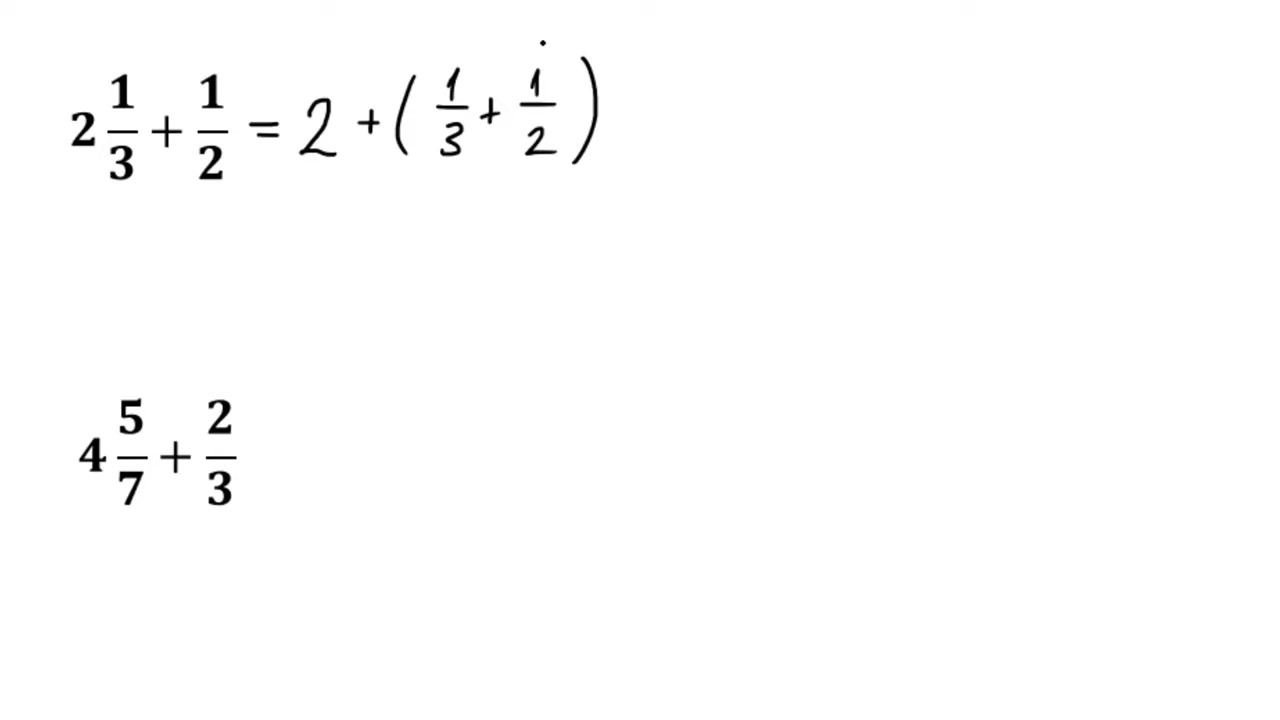 2 1/3 + 1/2 = 2 + ( 1/3 + 1/2 )
4 5/7 + 2/3